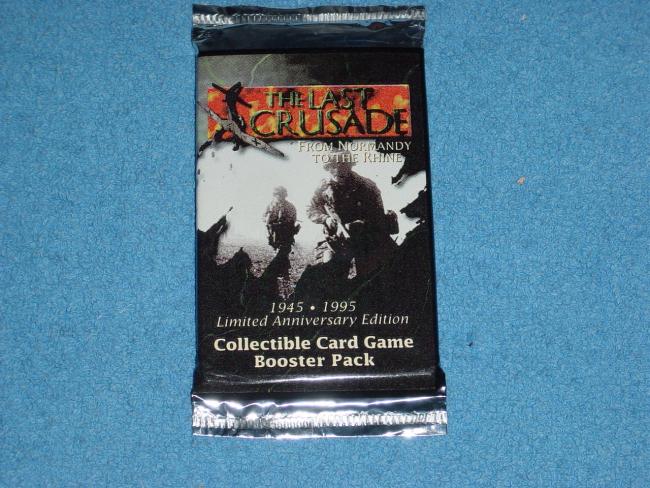 THE LAST
CRUSADE
FROM NORMANDY
TO THE RHINE
1945 • 1995
Limited Anniversary Edition
Collectible Card Game
Booster Pack